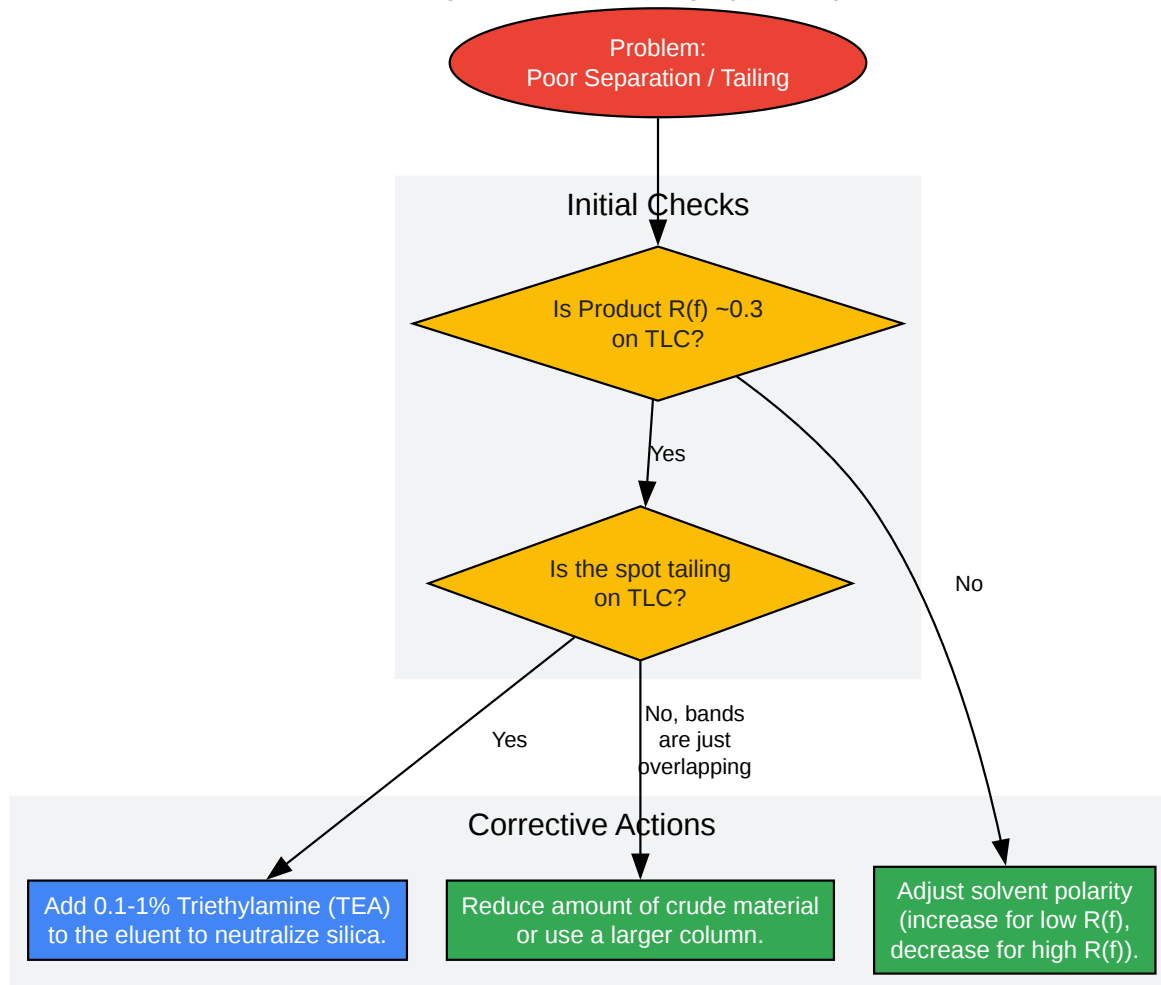 Problem:
Poor Separation / Tailing
Initial Checks
Is Product R(f) ~0.3
on TLC?
Yes
Is the spot tailing
on TLC?
No
No, bands
are just
overlapping
Yes
Corrective Actions
Add 0.1-1% Triethylamine (TEA)
to the eluent to neutralize silica.
Reduce amount of crude material
or use a larger column.
Adjust solvent polarity
(increase for low R(f),
decrease for high R(f)).